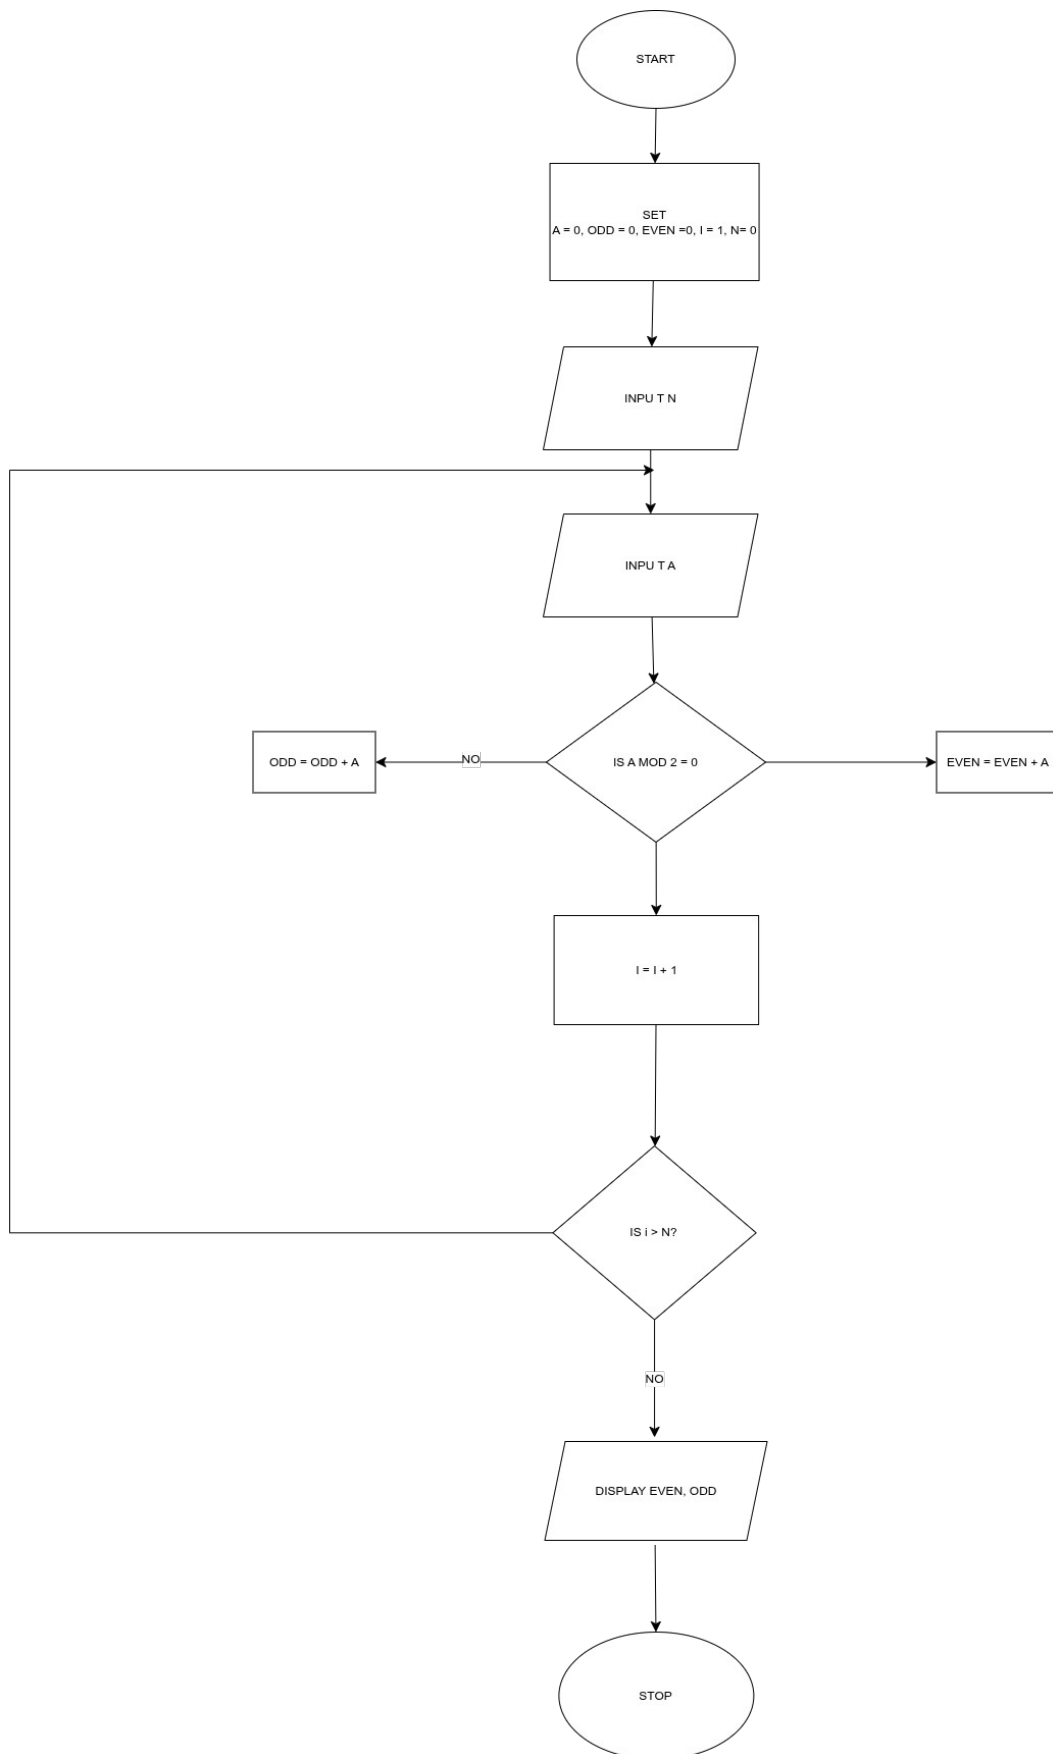 START
SET
A = 0, ODD = 0, EVEN =0, I = 1, N= 0
INPU T N
INPU T A
NO
ODD = ODD + A
IS A MOD 2 = 0
EVEN = EVEN + A
I = I + 1
IS i > N?
NO
DISPLAY EVEN, ODD
STOP